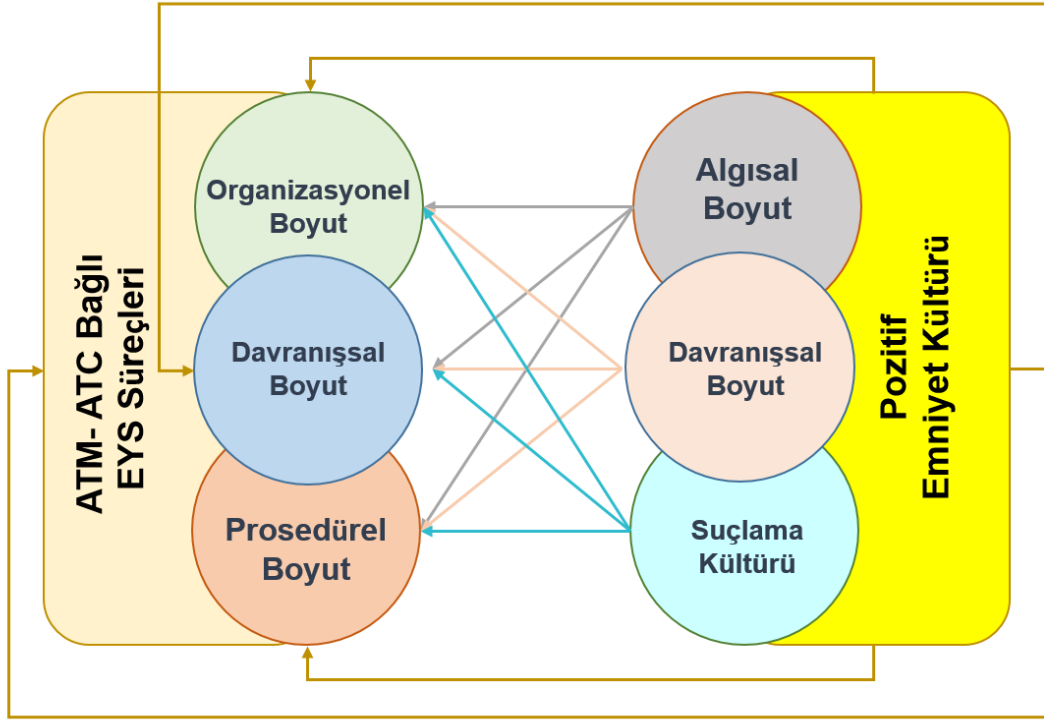 ATM- ATC Bağlı
EYS Süreçleri
Organizasyonel
Boyut
Davranışsal
Boyut
Prosedürel
Boyut
Algısal
Boyut
Davranışsal
Boyut
Suçlama
Kültürü
Pozitif
Emniyet Kültürü